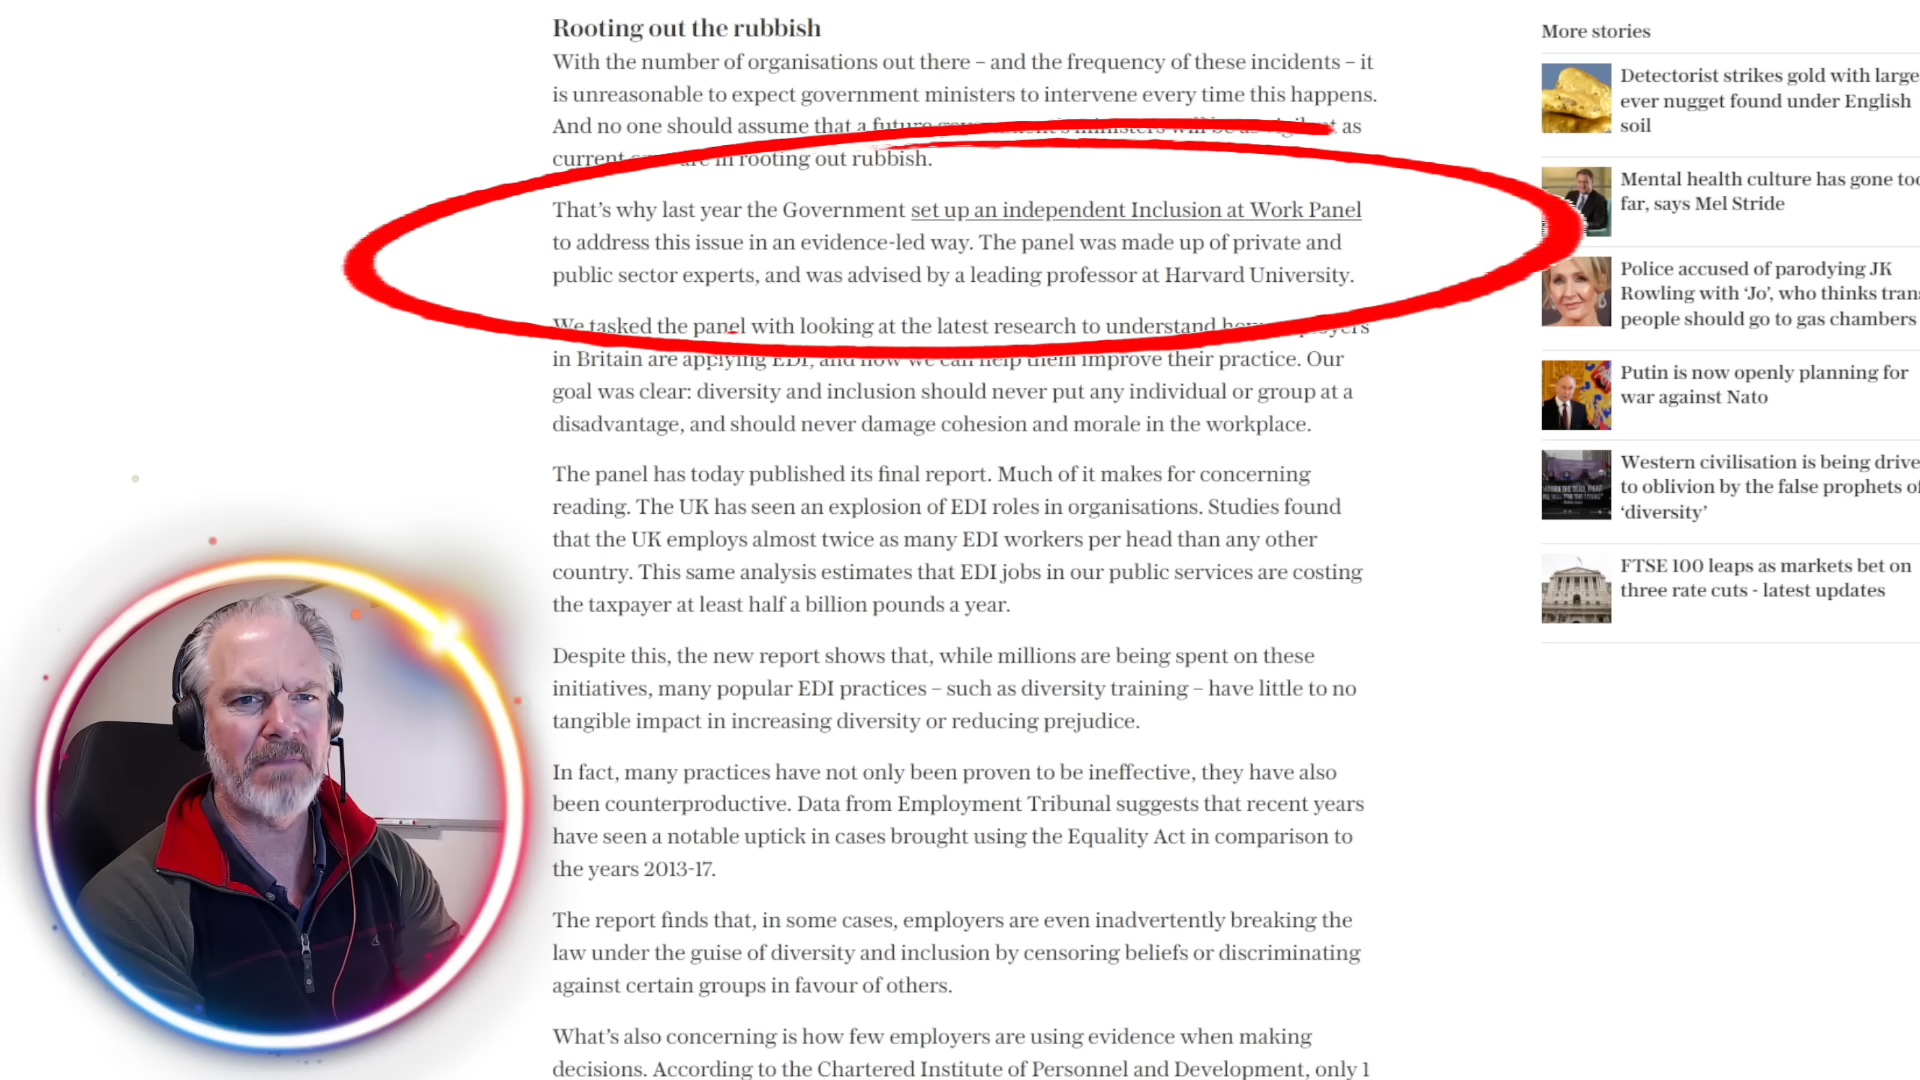 Rooting out the rubbish
With the number of organisations out there – and the frequency of these incidents – it
is unreasonable to expect government ministers to intervene every time this happens.
And no one should assume that a future government's ministers will be as vigilant as
current ones are in rooting out rubbish.
That's why last year the Government set up an independent Inclusion at Work Panel
to address this issue in an evidence-led way. The panel was made up of private and
public sector experts, and was advised by a leading professor at Harvard University.
We tasked the panel with looking at the latest research to understand how employers
in Britain are applying EDI, and how we can help them improve their practice. Our
goal was clear: diversity and inclusion should never put any individual or group at a
disadvantage, and should never damage cohesion and morale in the workplace.
The panel has today published its final report. Much of it makes for concerning
reading. The UK has seen an explosion of EDI roles in organisations. Studies found
that the UK employs almost twice as many EDI workers per head than any other
country. This same analysis estimates that EDI jobs in our public services are costing
the taxpayer at least half a billion pounds a year.
Despite this, the new report shows that, while millions are being spent on these
initiatives, many popular EDI practices – such as diversity training – have little to no
tangible impact in increasing diversity or reducing prejudice.
In fact, many practices have not only been proven to be ineffective, they have also
been counterproductive. Data from Employment Tribunal suggests that recent years
have seen a notable uptick in cases brought using the Equality Act in comparison to
the years 2013-17.
The report finds that, in some cases, employers are even inadvertently breaking the
law under the guise of diversity and inclusion by censoring beliefs or discriminating
against certain groups in favour of others.
What's also concerning is how few employers are using evidence when making
decisions. According to the Chartered Institute of Personnel and Development, only 1
More stories
Detectorist strikes gold with large
ever nugget found under English
soil
Mental health culture has gone too
far, says Mel Stride
Police accused of parodying JK
Rowling with 'Jo', who thinks trans
people should go to gas chambers
Putin is now openly planning for
war against Nato
Western civilisation is being drive
to oblivion by the false prophets of
'diversity'
FTSE 100 leaps as markets bet on
three rate cuts - latest updates